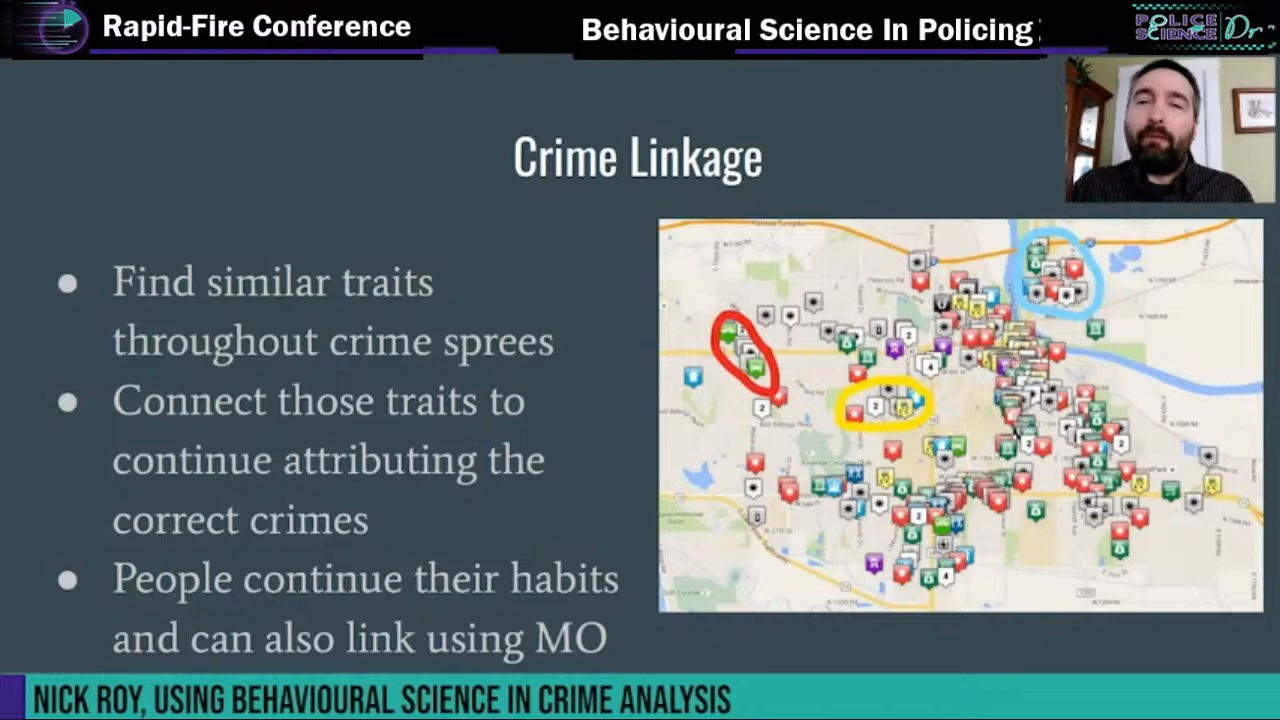 Rapid-Fire Conference
Behavioural Science In Policing
POLICE
SCIENCE Dr
Crime Linkage
● Find similar traits
throughout crime sprees
● Connect those traits to
continue attributing the
correct crimes
● People continue their habits
and can also link using MO
NICK ROY, USING BEHAVIOURAL SCIENCE IN CRIME ANALYSIS